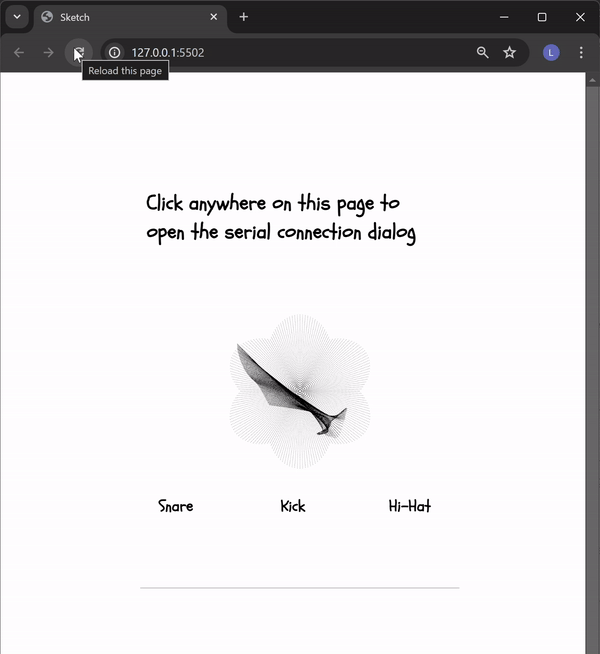 Sketch
127.0.0.1:5502
L
Reload this page
Click anywhere on this page to
open the serial connection dialog
Snare Kick Hi-Hat